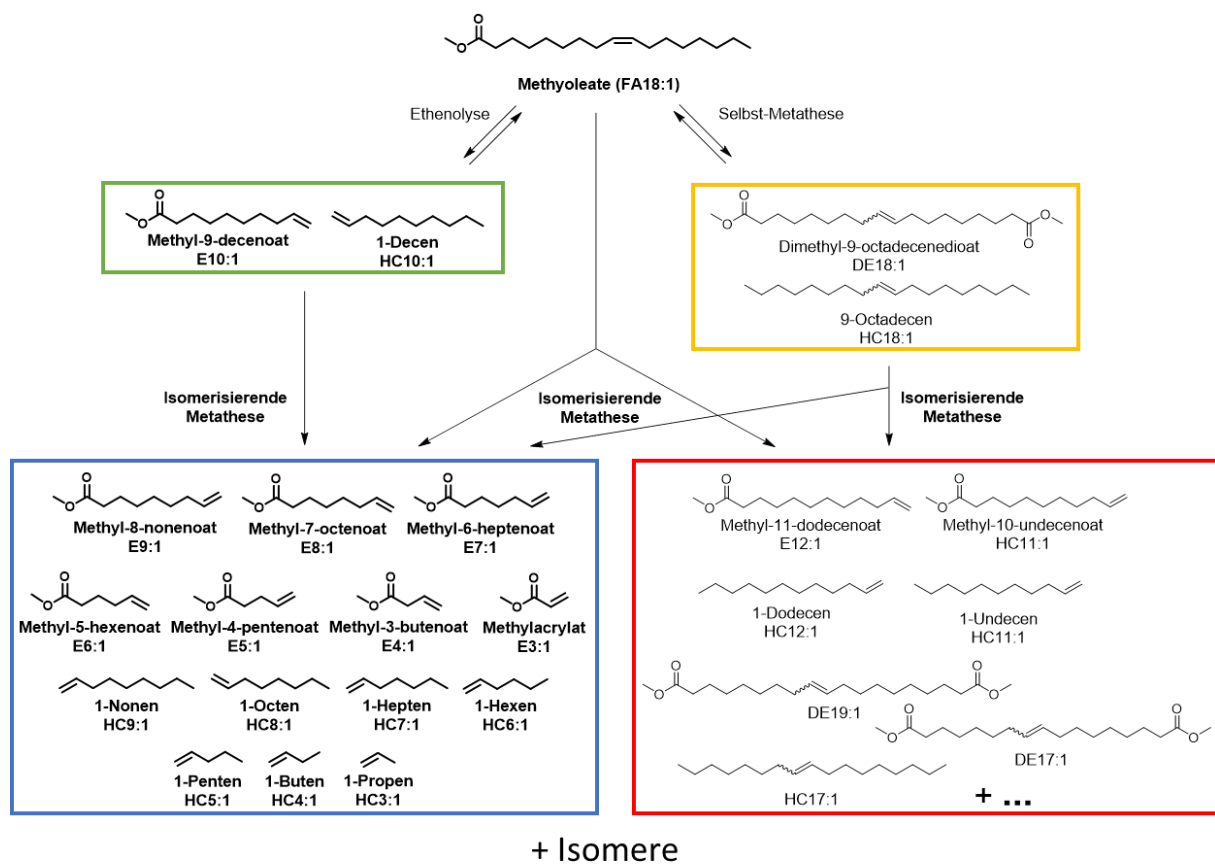 Methyoleate (FA18:1)
Ethenolyse
Selbst-Metathese
O
O
Methyl-9-decenoat
E10:1
1-Decen
HC10:1
O
O
O
O
Dimethyl-9-octadecenedioat
DE18:1
9-Octadecen
HC18:1
Isomerisierende
Metathese
Isomerisierende
Metathese
Isomerisierende
Metathese
O
O
Methyl-8-nonenoat
E9:1
O
O
Methyl-7-octenoat
E8:1
O
O
Methyl-6-heptenoat
E7:1
O
O
Methyl-5-hexenoat
E6:1
O
O
Methyl-4-pentenoat
E5:1
O
O
Methyl-3-butenoat
E4:1
O
O
Methylacrylat
E3:1
1-Nonen
HC9:1
1-Octen
HC8:1
1-Hepten
HC7:1
1-Hexen
HC6:1
1-Penten
HC5:1
1-Buten
HC4:1
1-Propen
HC3:1
O
O
Methyl-11-dodecenoat
E12:1
O
O
Methyl-10-undecenoat
HC11:1
1-Dodecen
HC12:1
1-Undecen
HC11:1
O
O
O
O
DE19:1
O
O
O
O
DE17:1
HC17:1
+ ...
+ Isomere